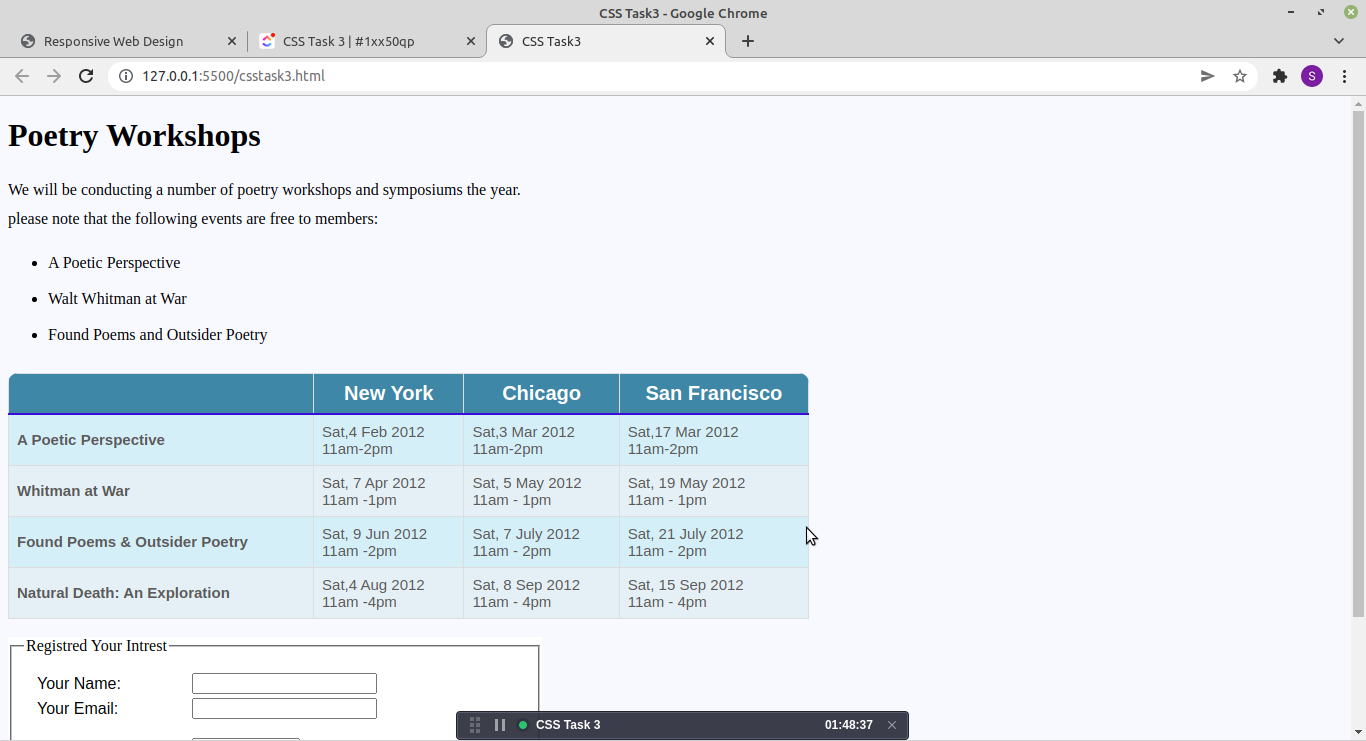 CSS Task3 - Google Chrome
Responsive Web Design
CSS Task 3 | #1xx50qp
CSS Task3
127.0.0.1:5500/csstask3.html
S
Poetry Workshops
We will be conducting a number of poetry workshops and symposiums the year.
please note that the following events are free to members:
• A Poetic Perspective
• Walt Whitman at War
• Found Poems and Outsider Poetry
New York Chicago San Francisco
A Poetic Perspective Sat,4 Feb 2012 Sat,3 Mar 2012 Sat,17 Mar 2012
11am-2pm 11am-2pm 11am-2pm
Whitman at War Sat, 7 Apr 2012 Sat, 5 May 2012 Sat, 19 May 2012
11am -1pm 11am - 1pm 11am - 1pm
Found Poems & Outsider Poetry Sat, 9 Jun 2012 Sat, 7 July 2012 Sat, 21 July 2012
11am -2pm 11am - 2pm 11am - 2pm
Natural Death: An Exploration Sat,4 Aug 2012 Sat, 8 Sep 2012 Sat, 15 Sep 2012
11am -4pm 11am - 4pm 11am - 4pm
Registred Your Intrest
Your Name:
Your Email:
CSS Task 3 01:48:37